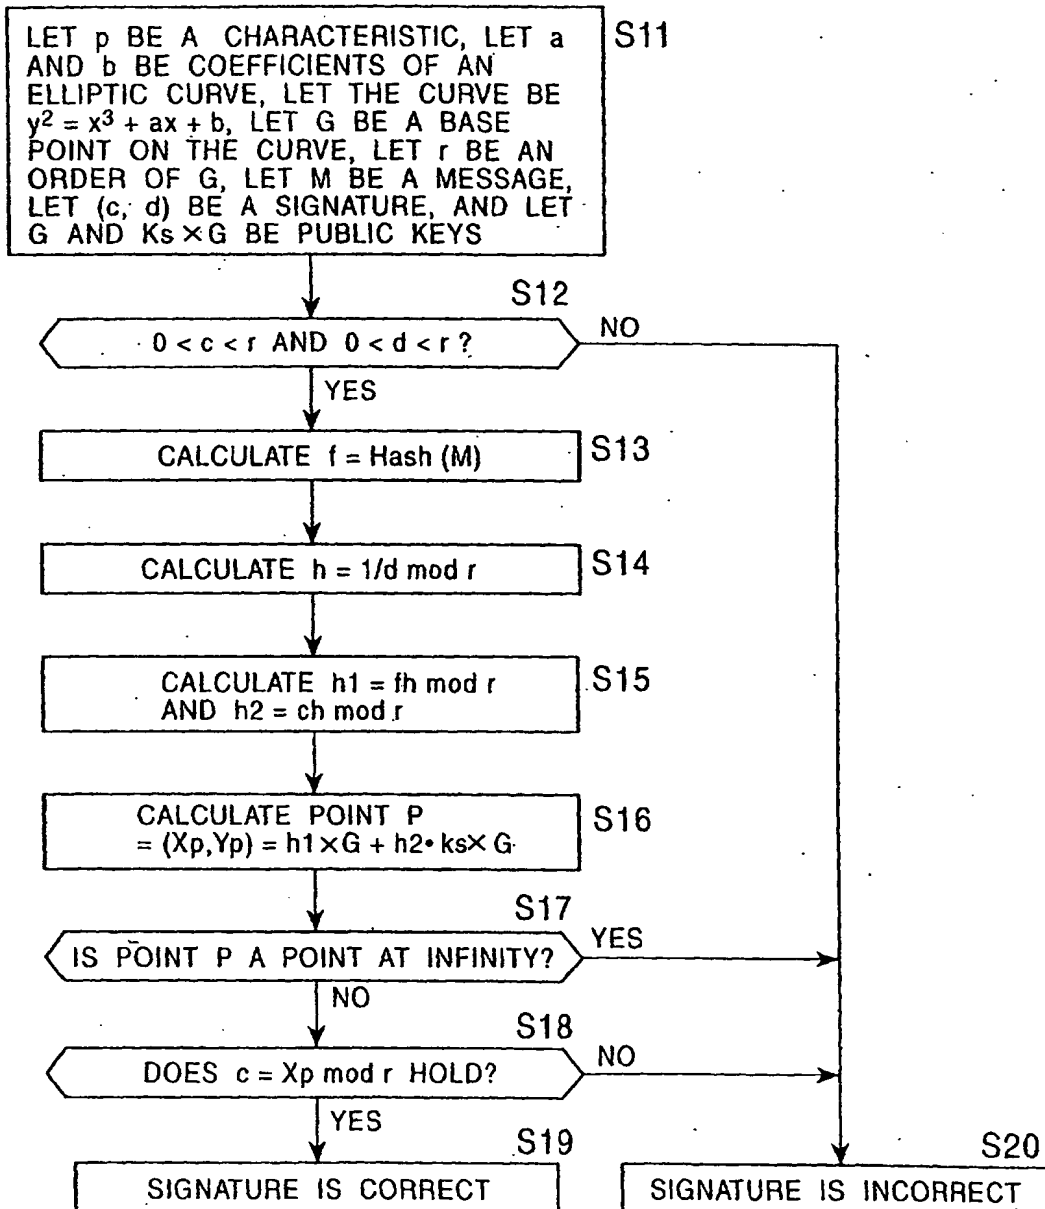 LET p BE A CHARACTERISTIC, LET a
AND b BE COEFFICIENTS OF AN
ELLIPTIC CURVE, LET THE CURVE BE
y² = x³ + ax + b, LET G BE A BASE
POINT ON THE CURVE, LET r BE AN
ORDER OF G, LET M BE A MESSAGE,
LET (c, d) BE A SIGNATURE, AND LET
G AND Ks × G BE PUBLIC KEYS
S11
S12
0 < c < r AND 0 < d < r ?
NO
YES
CALCULATE f = Hash (M)
S13
CALCULATE h = 1/d mod r
S14
CALCULATE h1 = fh mod r
AND h2 = ch mod r
S15
CALCULATE POINT P
= (Xp,Yp) = h1 × G + h2 • ks × G
S16
S17
IS POINT P A POINT AT INFINITY?
YES
NO
S18
DOES c = Xp mod r HOLD?
NO
YES
S19
SIGNATURE IS CORRECT
S20
SIGNATURE IS INCORRECT